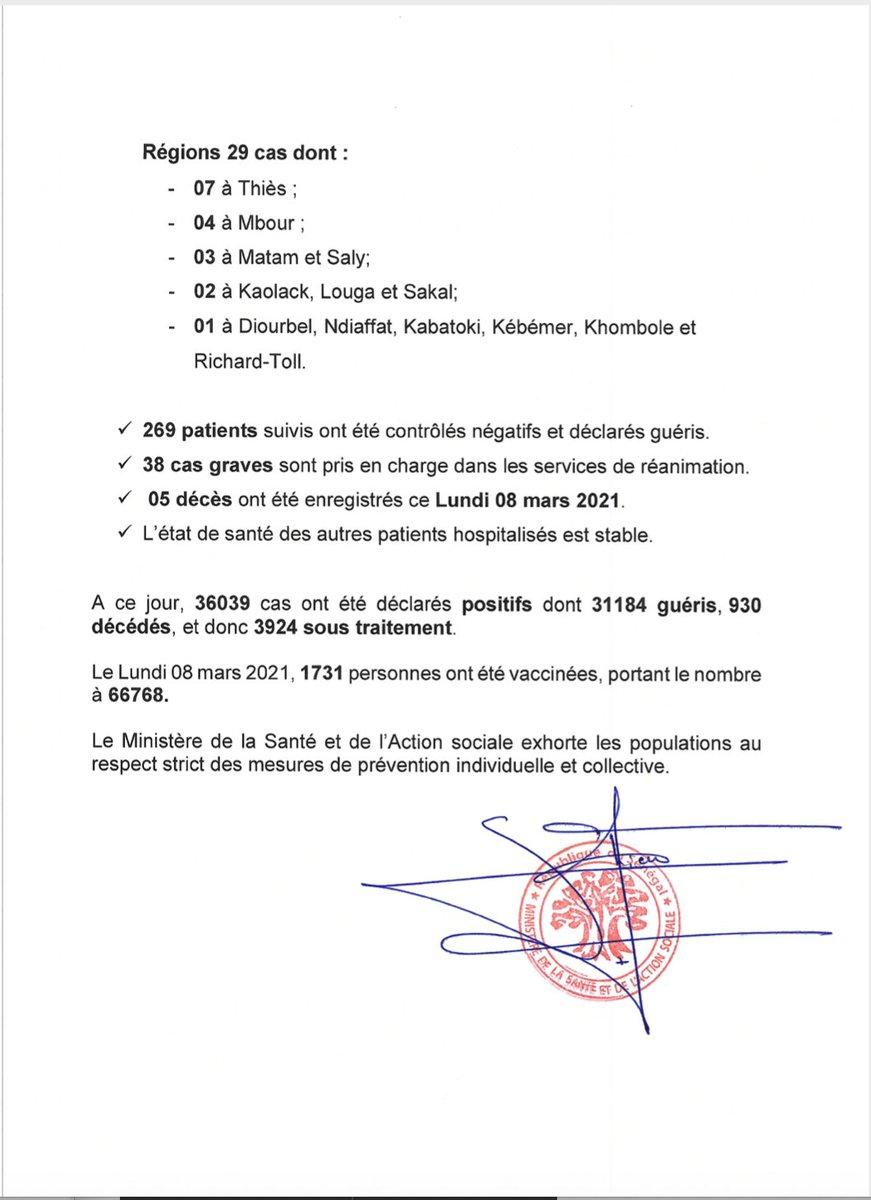 Régions 29 cas dont :
- 07 à Thiès ;
- 04 à Mbour ;
- 03 à Matam et Saly;
- 02 à Kaolack, Louga et Sakal;
- 01 à Diourbel, Ndiaffat, Kabatoki, Kébémer, Khombole et
Richard-Toll.
✓ 269 patients suivis ont été contrôlés négatifs et déclarés guéris.
✓ 38 cas graves sont pris en charge dans les services de réanimation.
✓ 05 décès ont été enregistrés ce Lundi 08 mars 2021.
✓ L'état de santé des autres patients hospitalisés est stable.
A ce jour, 36039 cas ont été déclarés positifs dont 31184 guéris, 930
décédés, et donc 3924 sous traitement.
Le Lundi 08 mars 2021, 1731 personnes ont été vaccinées, portant le nombre
à 66768.
Le Ministère de la Santé et de l'Action sociale exhorte les populations au
respect strict des mesures de prévention individuelle et collective.
République Sénégal
MINISTÈRE DE LA SANTÉ ET DE L'ACTION SOCIALE